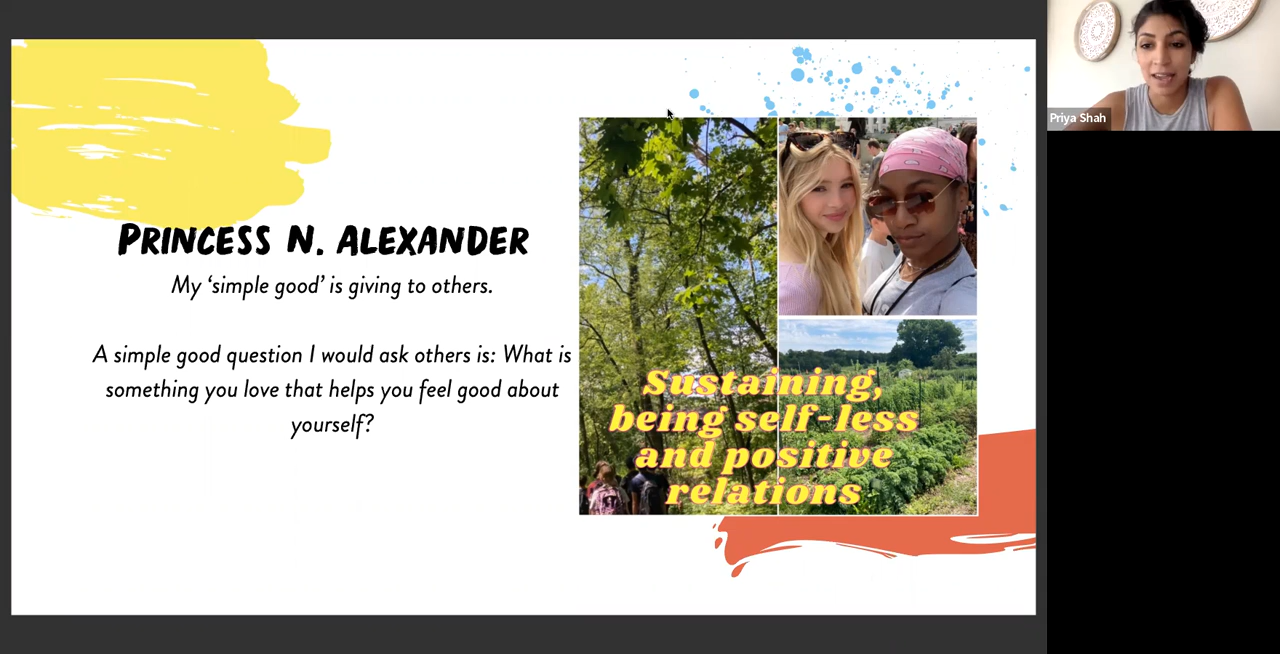 PRINCESS N. ALEXANDER
My ‘simple good’ is giving to others.
A simple good question I would ask others is: What is
something you love that helps you feel good about
yourself?
Sustaining,
being self-less
and positive
relations
Priya Shah